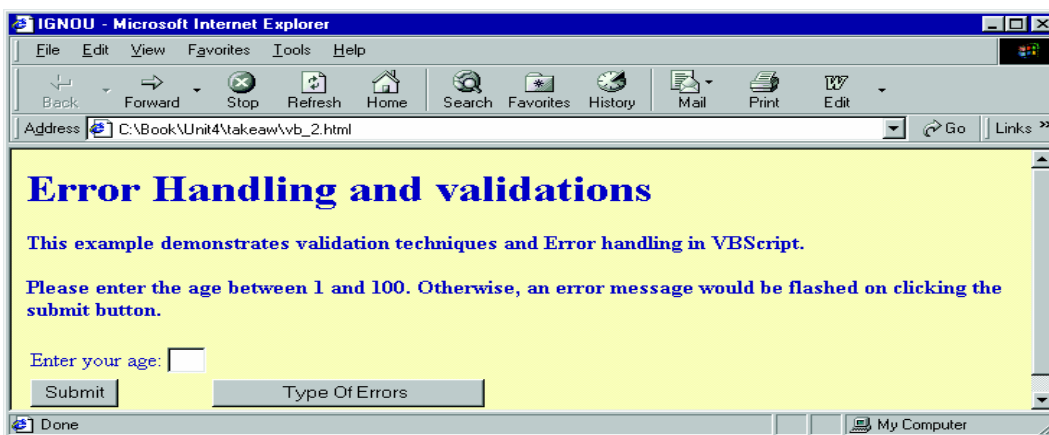 IGNOU - Microsoft Internet Explorer
File Edit View Favorites Tools Help
Back Forward Stop Refresh Home Search Favorites History Mail Print Edit
Address C:\Book\Unit4\takeaw\vb_2.html Go Links »
Error Handling and validations
This example demonstrates validation techniques and Error handling in VBScript.
Please enter the age between 1 and 100. Otherwise, an error message would be flashed on clicking the
submit button.
Enter your age:
Submit Type Of Errors
Done My Computer